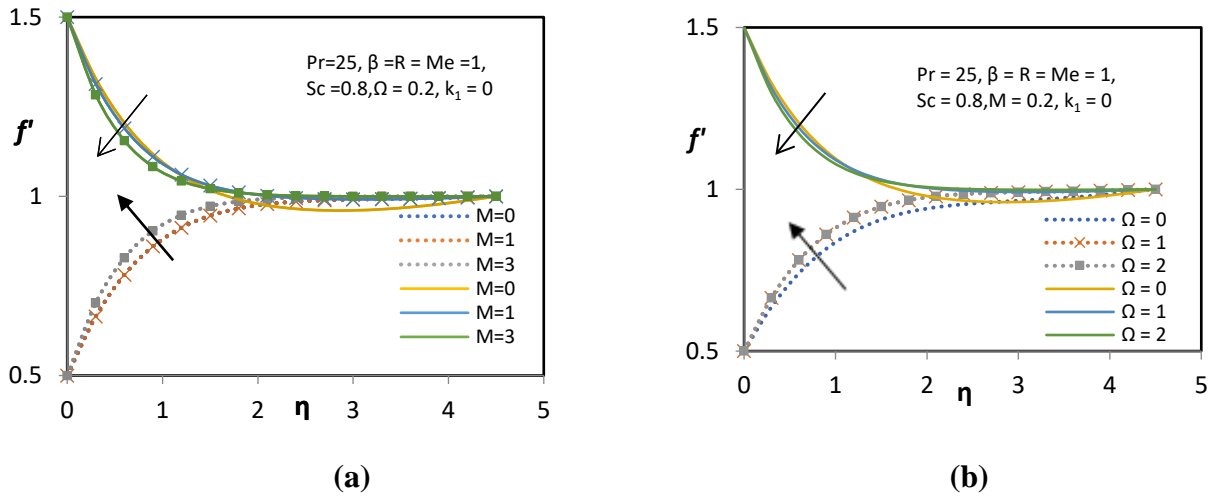 1.5
1
0.5
f'
Pr=25, β =R = Me =1,
Sc =0.8,Ω = 0.2, k₁ = 0
M=0
M=1
M=3
M=0
M=1
M=3
0 1 2 3 4 5
η
(a)
1.5
1
0.5
f'
Pr = 25, β = R = Me = 1,
Sc = 0.8,M = 0.2, k₁ = 0
Ω = 0
Ω = 1
Ω = 2
Ω = 0
Ω = 1
Ω = 2
0 1 2 3 4 5
η
(b)